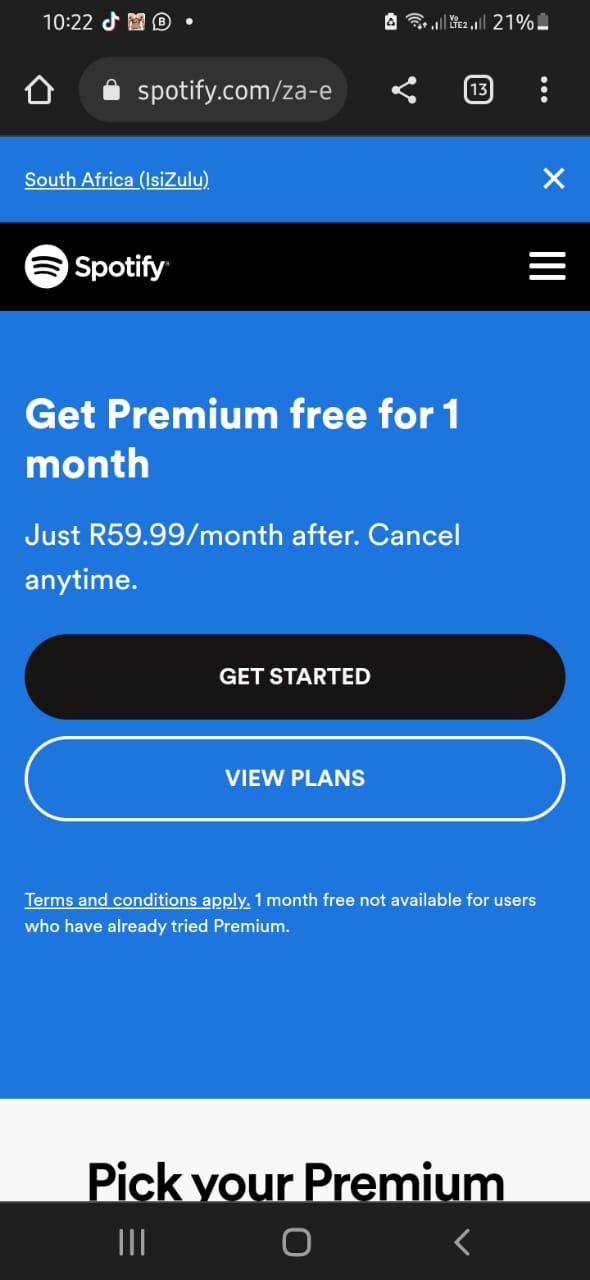 10:22
21%
spotify.com/za-e
13
South Africa (IsiZulu)
Spotify
Get Premium free for 1
month
Just R59.99/month after. Cancel
anytime.
GET STARTED
VIEW PLANS
Terms and conditions apply. 1 month free not available for users
who have already tried Premium.
Pick your Premium